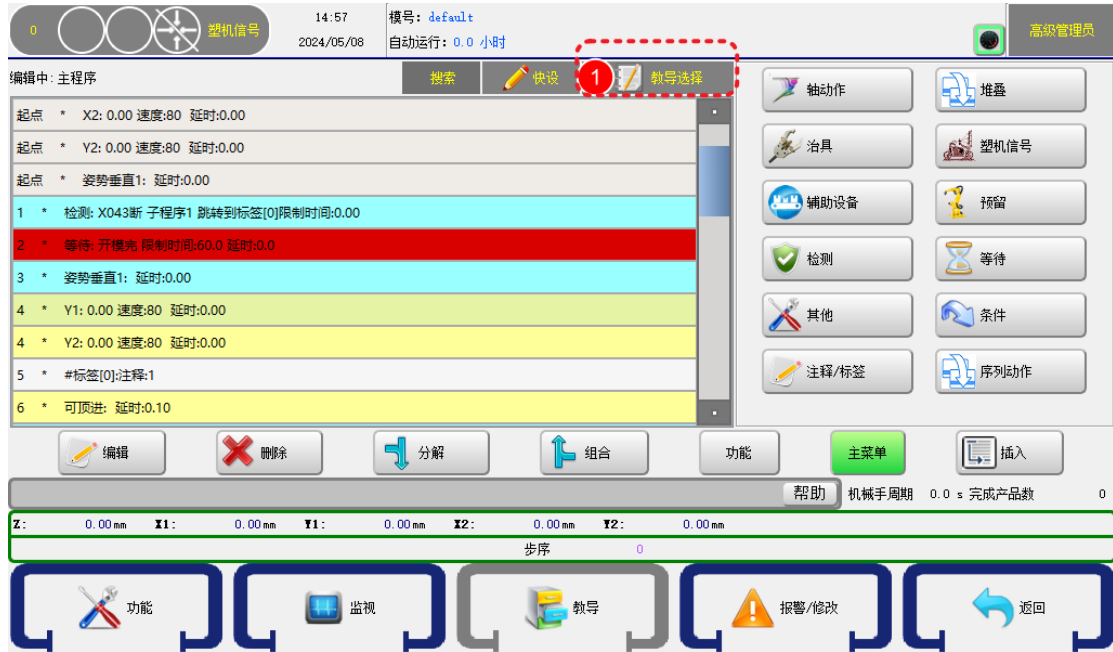 0 塑机信号 14:57 2024/05/08 模号: default 高级管理员
自动运行: 0.0 小时
编辑中:主程序 搜索 快设 1 教导选择
起点 * X2: 0.00 速度:80 延时:0.00
起点 * Y2: 0.00 速度:80 延时:0.00
起点 * 姿势垂直1: 延时:0.00
1 * 检测: X043断 子程序1 跳转到标签[0]限制时间:0.00
2 * 等待: 开模完 限制时间:60.0 延时:0.0
3 * 姿势垂直1: 延时:0.00
4 * Y1: 0.00 速度:80 延时:0.00
4 * Y2: 0.00 速度:80 延时:0.00
5 * #标签[0]:注释:1
6 * 可顶进: 延时:0.10
轴动作 堆叠
治具 塑机信号
辅助设备 预留
检测 等待
其他 条件
注释/标签 序列动作
编辑 删除 分解 组合 功能 主菜单 插入
帮助 机械手周期 0.0 s 完成产品数 0
Z: 0.00mm X1: 0.00mm Y1: 0.00mm X2: 0.00mm Y2: 0.00mm
步序 0
功能 监视 教导 报警/修改 返回